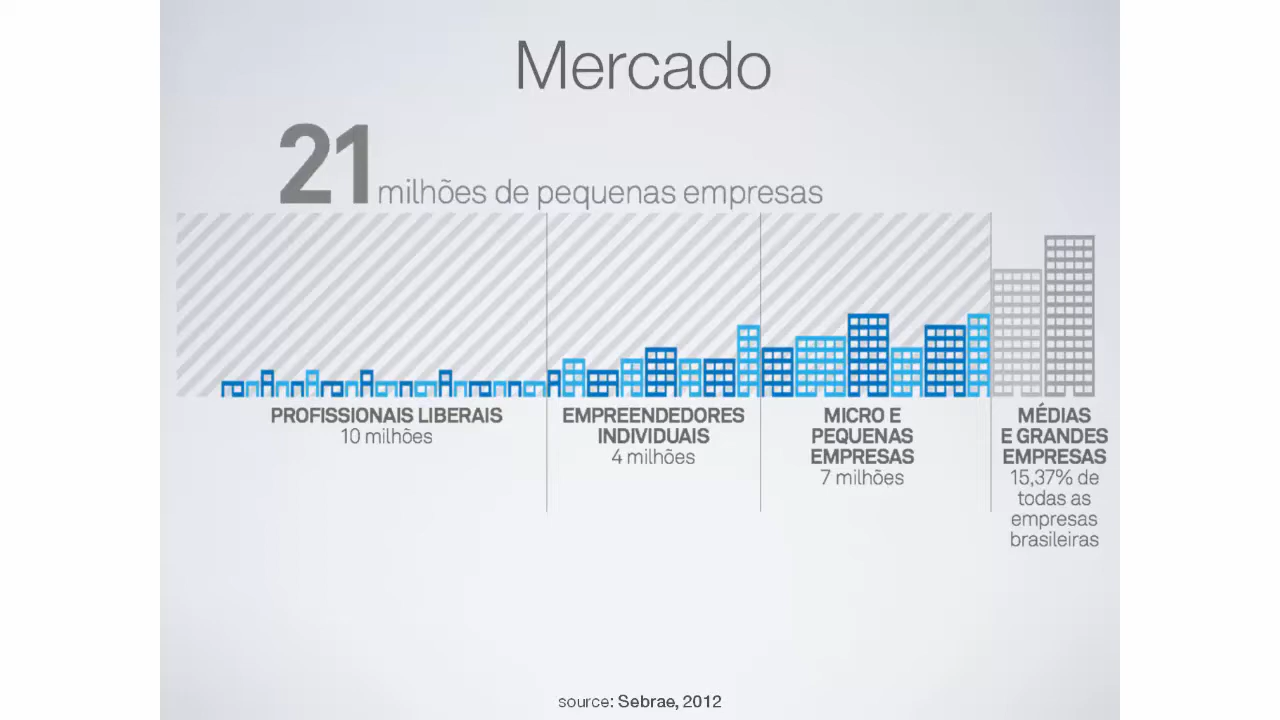 Mercado
21 milhões de pequenas empresas
PROFISSIONAIS LIBERAIS
10 milhões
EMPREENDEDORES
INDIVIDUAIS
4 milhões
MICRO E
PEQUENAS
EMPRESAS
7 milhões
MÉDIAS
E GRANDES
EMPRESAS
15,37% de
todas as
empresas
brasileiras
source: Sebrae, 2012